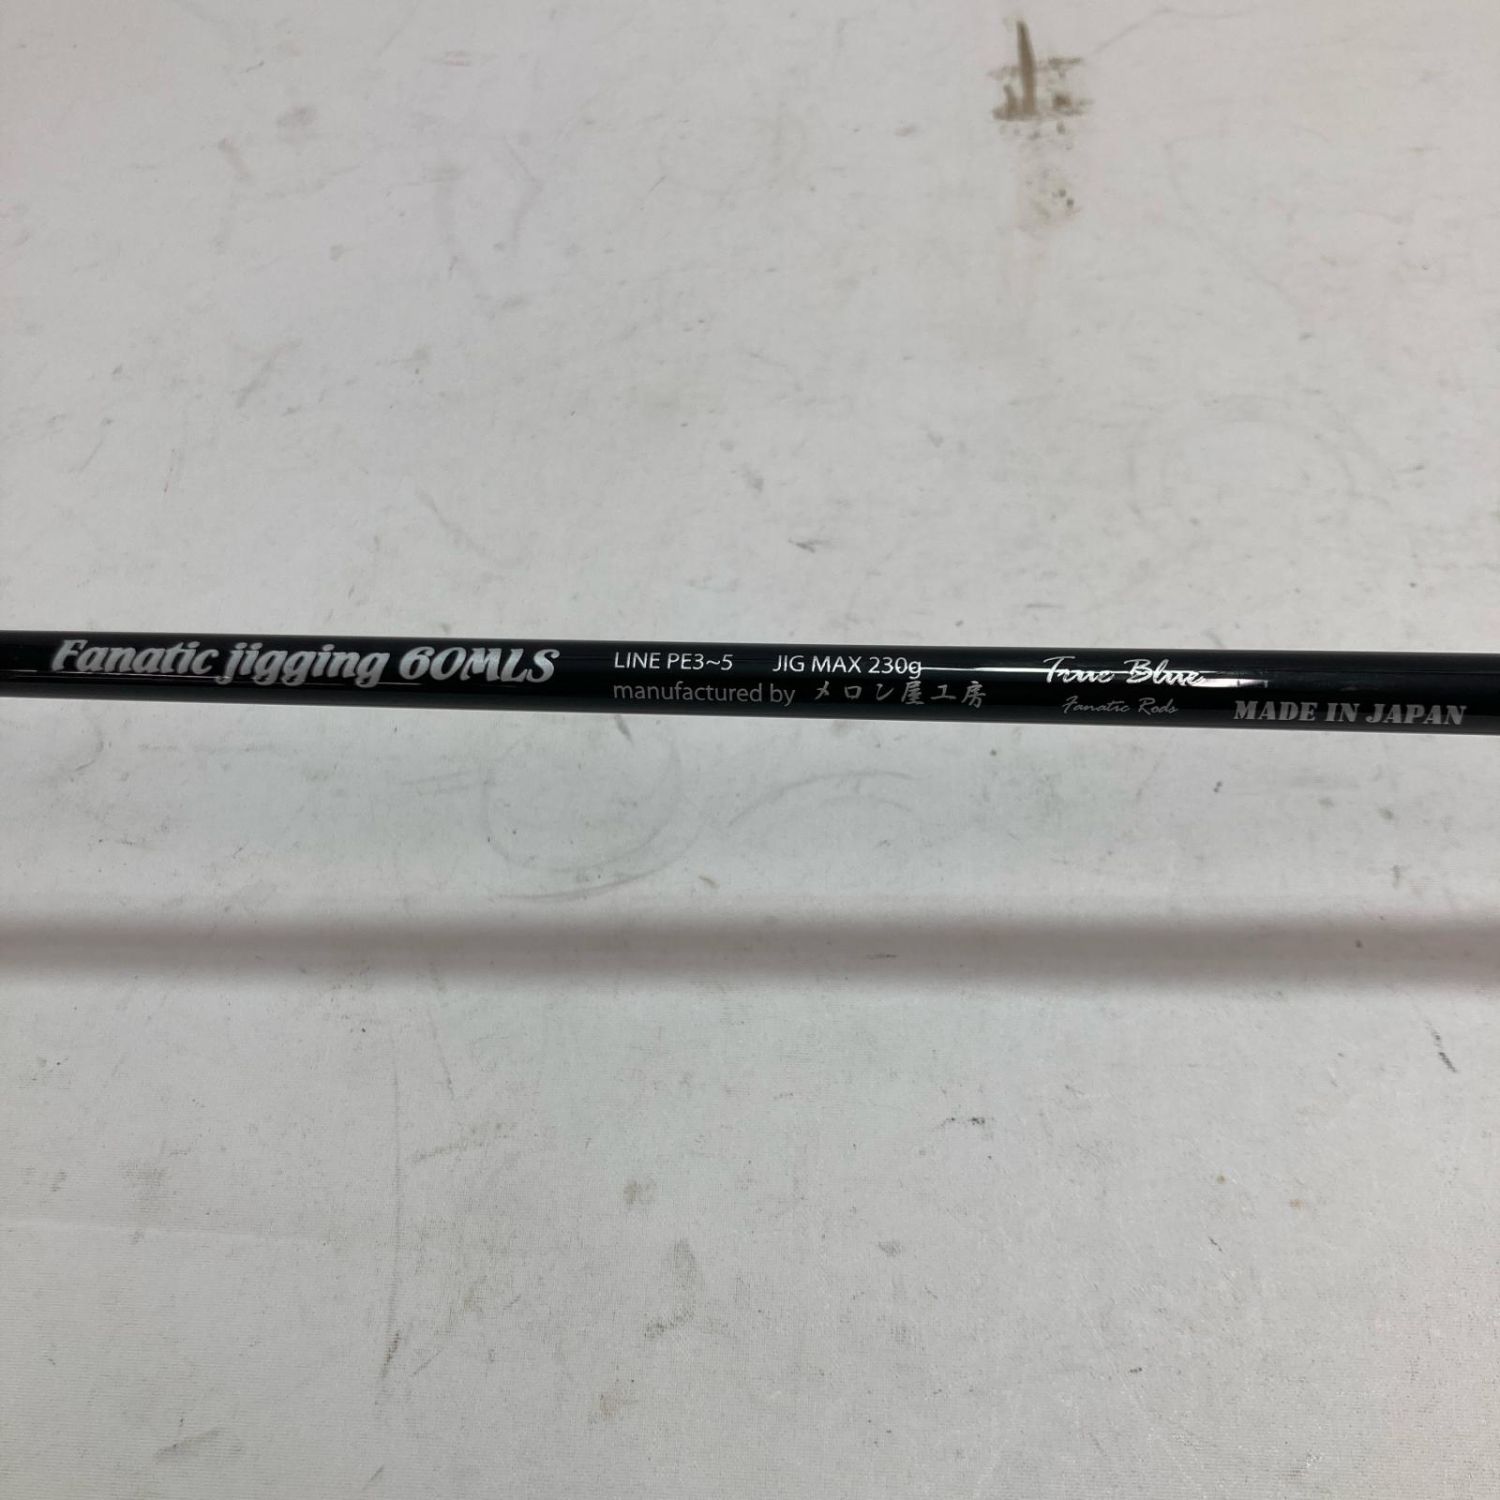 Fanatic jigging 60MLS
LINE PE3~5 JIG MAX 230g
manufactured by メロン屋工房
True Blue
Fanatic Rods
MADE IN JAPAN